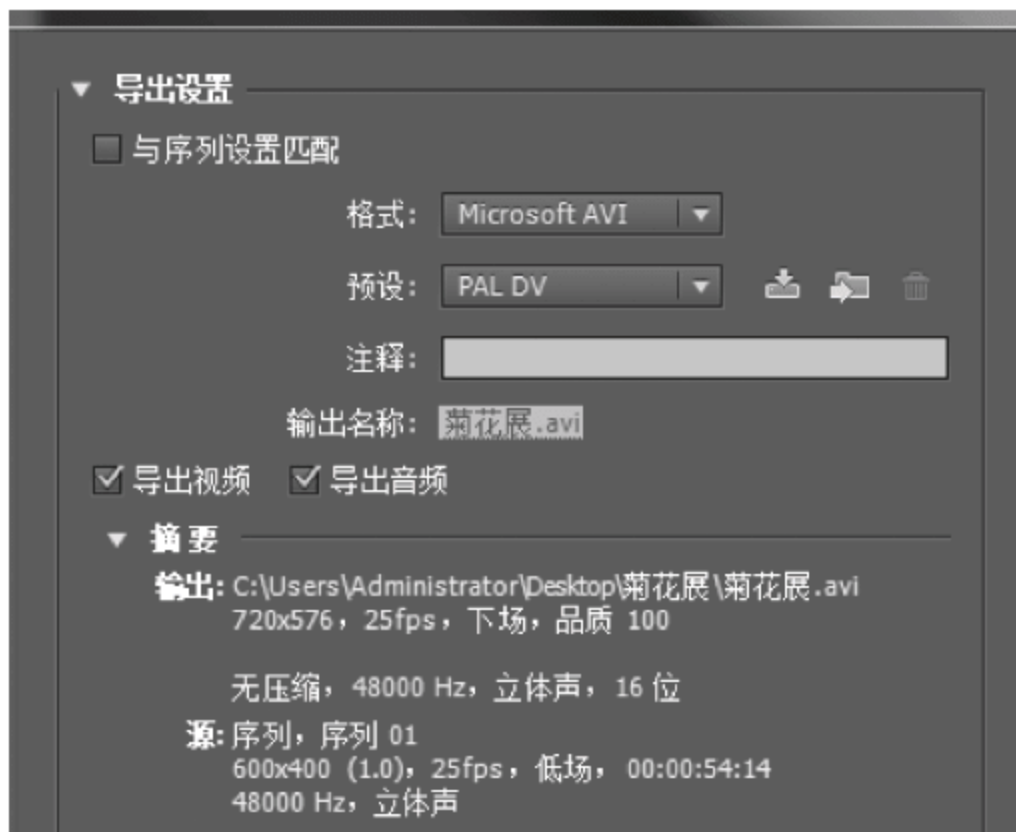 导出设置
与序列设置匹配
格式： Microsoft AVI
预设： PAL DV
注释：
输出名称： 菊花展.avi
导出视频 导出音频
摘要
输出: C:\Users\Administrator\Desktop\菊花展\菊花展.avi
720x576，25fps，下场，品质 100
无压缩，48000 Hz，立体声，16 位
源: 序列，序列 01
600x400 (1.0)，25fps，低场，00:00:54:14
48000 Hz，立体声